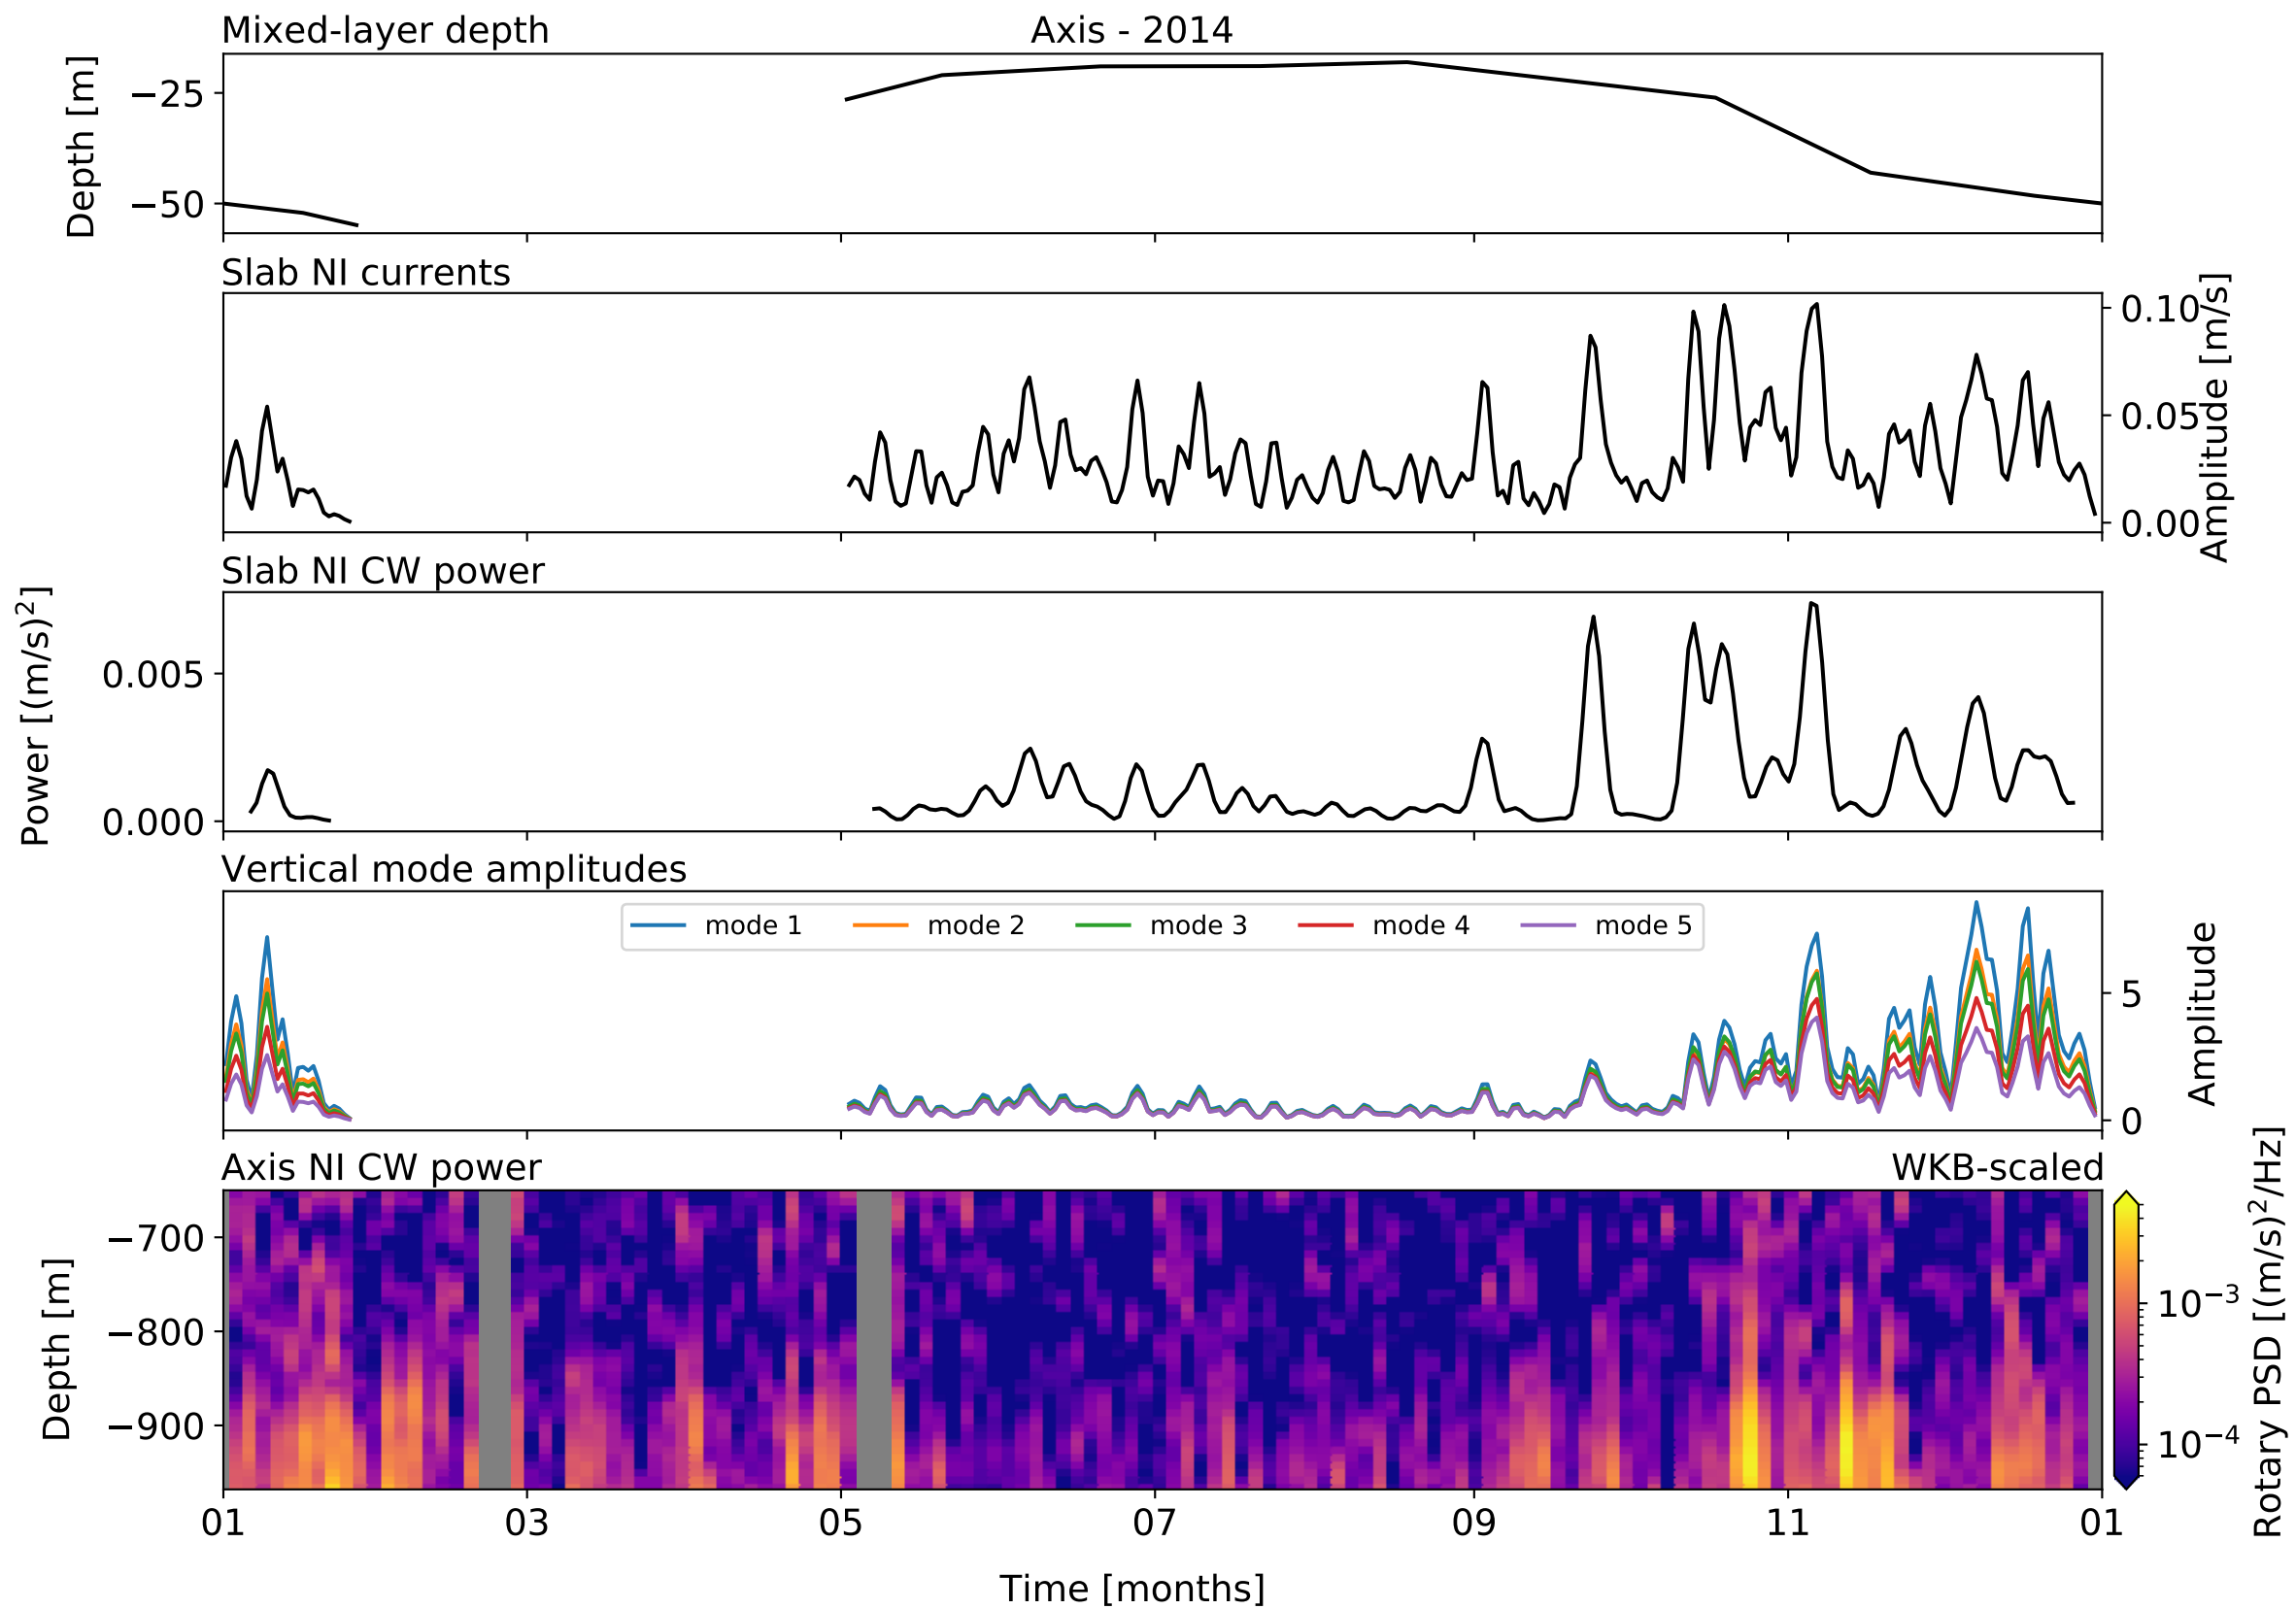 Mixed-layer depth Axis - 2014
Depth [m]
−25
−50
Slab NI currents
0.10
0.05
0.00
Amplitude [m/s]
Slab NI CW power
Power [(m/s)²]
0.005
0.000
Vertical mode amplitudes
mode 1 mode 2 mode 3 mode 4 mode 5
5
0
Amplitude
Axis NI CW power WKB-scaled
Depth [m]
−700
−800
−900
10⁻³
10⁻⁴
Rotary PSD [(m/s)²/Hz]
01 03 05 07 09 11 01
Time [months]